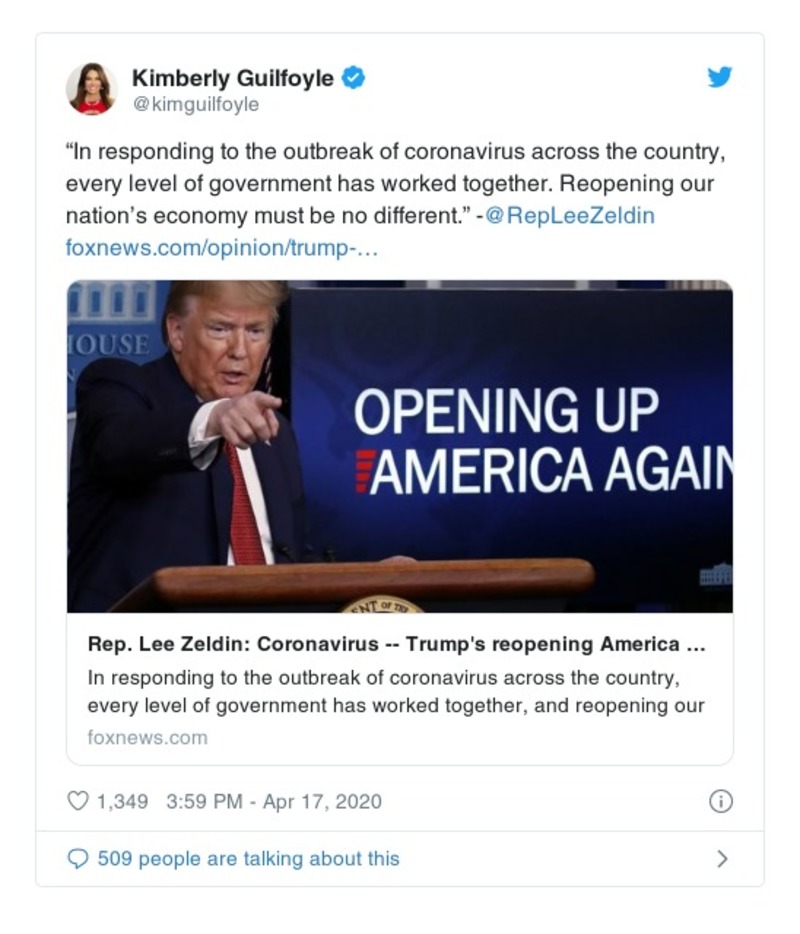 Kimberly Guilfoyle
@kimguilfoyle
“In responding to the outbreak of coronavirus across the country,
every level of government has worked together. Reopening our
nation’s economy must be no different.” -@RepLeeZeldin
foxnews.com/opinion/trump-…
HOUSE
OPENING UP
AMERICA AGAIN
ENT OF THE
Rep. Lee Zeldin: Coronavirus -- Trump's reopening America ...
In responding to the outbreak of coronavirus across the country,
every level of government has worked together, and reopening our
foxnews.com
1,349 3:59 PM - Apr 17, 2020
509 people are talking about this